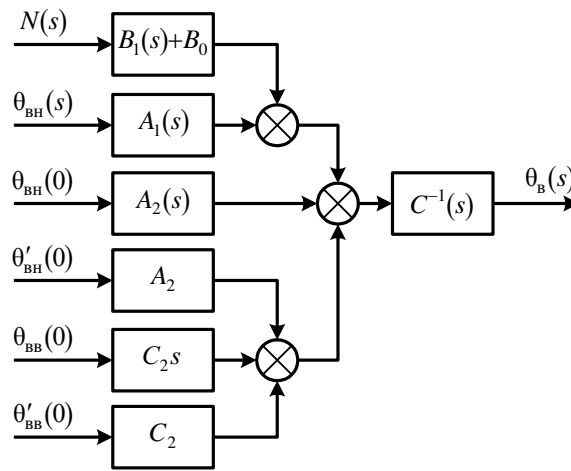 N(s)
B₁(s)+B₀
θвн(s)
A₁(s)
θвн(0)
A₂(s)
C⁻¹(s)
θв(s)
θ′вн(0)
A₂
θвв(0)
C₂s
θ′вв(0)
C₂